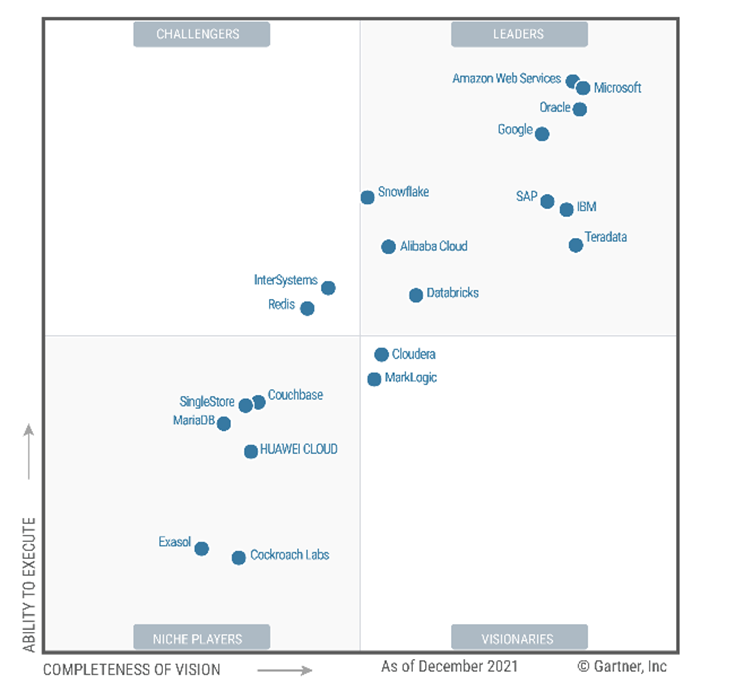 CHALLENGERS
LEADERS
Amazon Web Services
Microsoft
Oracle
Google
Snowflake
SAP
IBM
Teradata
Alibaba Cloud
InterSystems
Databricks
Redis
Cloudera
MarkLogic
Couchbase
SingleStore
MariaDB
HUAWEI CLOUD
Exasol
Cockroach Labs
ABILITY TO EXECUTE
NICHE PLAYERS
VISIONARIES
COMPLETENESS OF VISION
As of December 2021
© Gartner, Inc